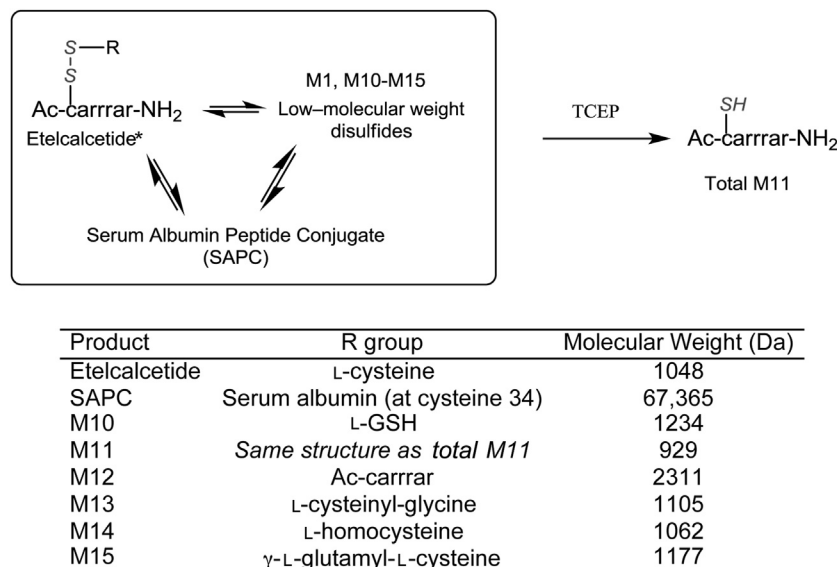 S—R
S
Ac-carrrar-NH2
Etelcalcetide*
M1, M10-M15
Low–molecular weight
disulfides
Serum Albumin Peptide Conjugate
(SAPC)
TCEP
SH
Ac-carrrar-NH2
Total M11
Product R group Molecular Weight (Da)
Etelcalcetide L-cysteine 1048
SAPC Serum albumin (at cysteine 34) 67,365
M10 L-GSH 1234
M11 Same structure as total M11 929
M12 Ac-carrrar 2311
M13 L-cysteinyl-glycine 1105
M14 L-homocysteine 1062
M15 γ-L-glutamyl-L-cysteine 1177